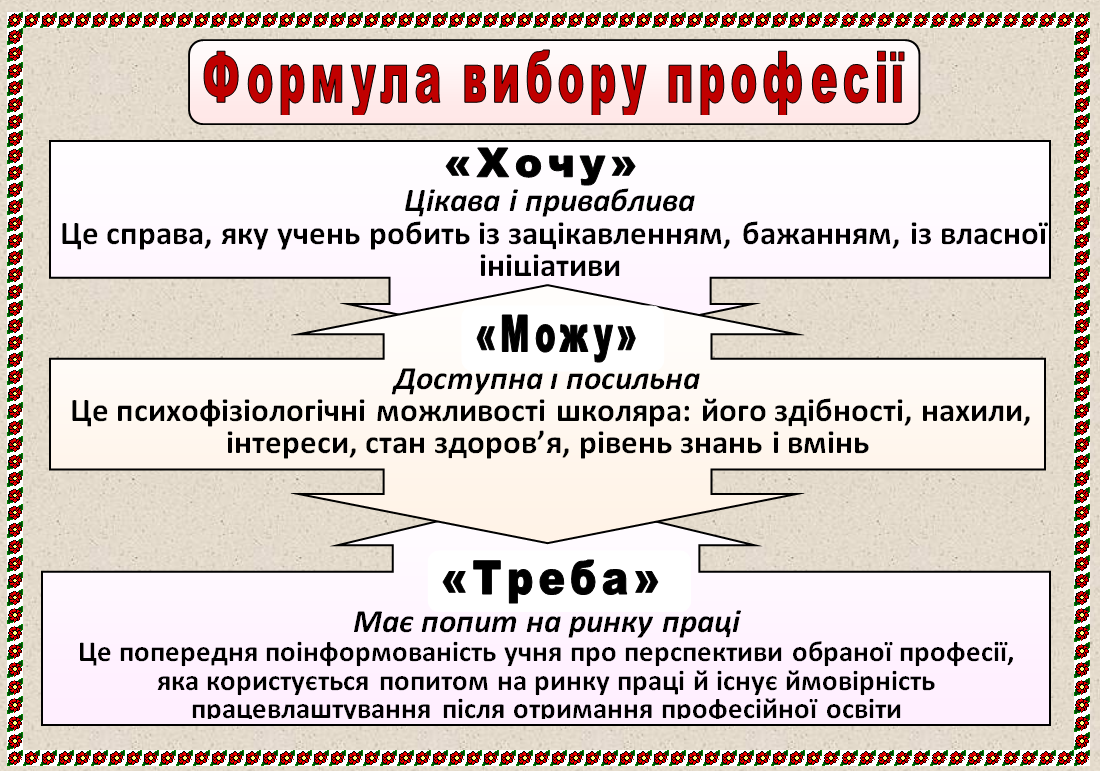 Формула вибору професії
«Хочу»
Цікава і приваблива
Це справа, яку учень робить із зацікавленням, бажанням, із власної
ініціативи
«Можу»
Доступна і посильна
Це психофізіологічні можливості школяра: його здібності, нахили,
інтереси, стан здоров’я, рівень знань і вмінь
«Треба»
Має попит на ринку праці
Це попередня поінформованість учня про перспективи обраної професії,
яка користується попитом на ринку праці й існує ймовірність
працевлаштування після отримання професійної освіти